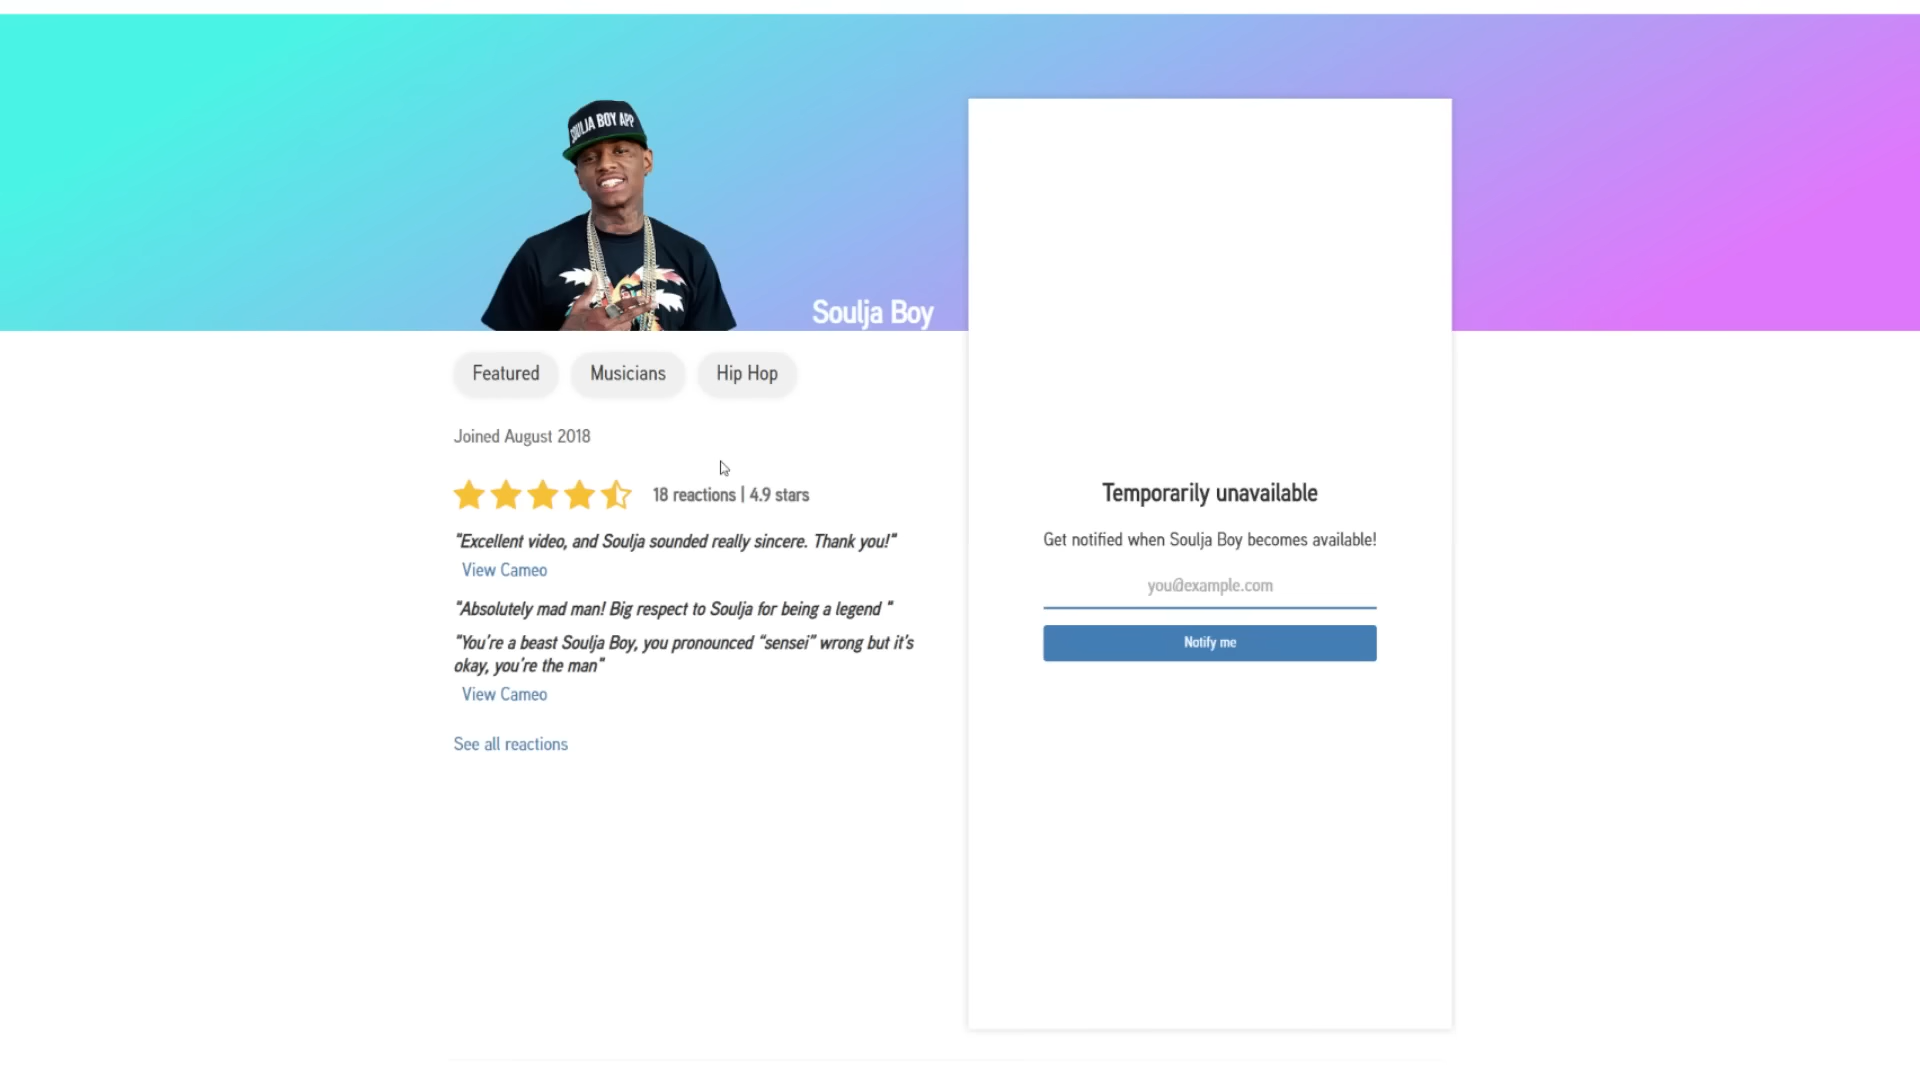 SOULJA BOY APP
Soulja Boy
Featured
Musicians
Hip Hop
Joined August 2018
18 reactions | 4.9 stars
"Excellent video, and Soulja sounded really sincere. Thank you!"
View Cameo
"Absolutely mad man! Big respect to Soulja for being a legend "
"You're a beast Soulja Boy, you pronounced “sensei” wrong but it's
okay, you're the man"
View Cameo
See all reactions
Temporarily unavailable
Get notified when Soulja Boy becomes available!
you@example.com
Notify me